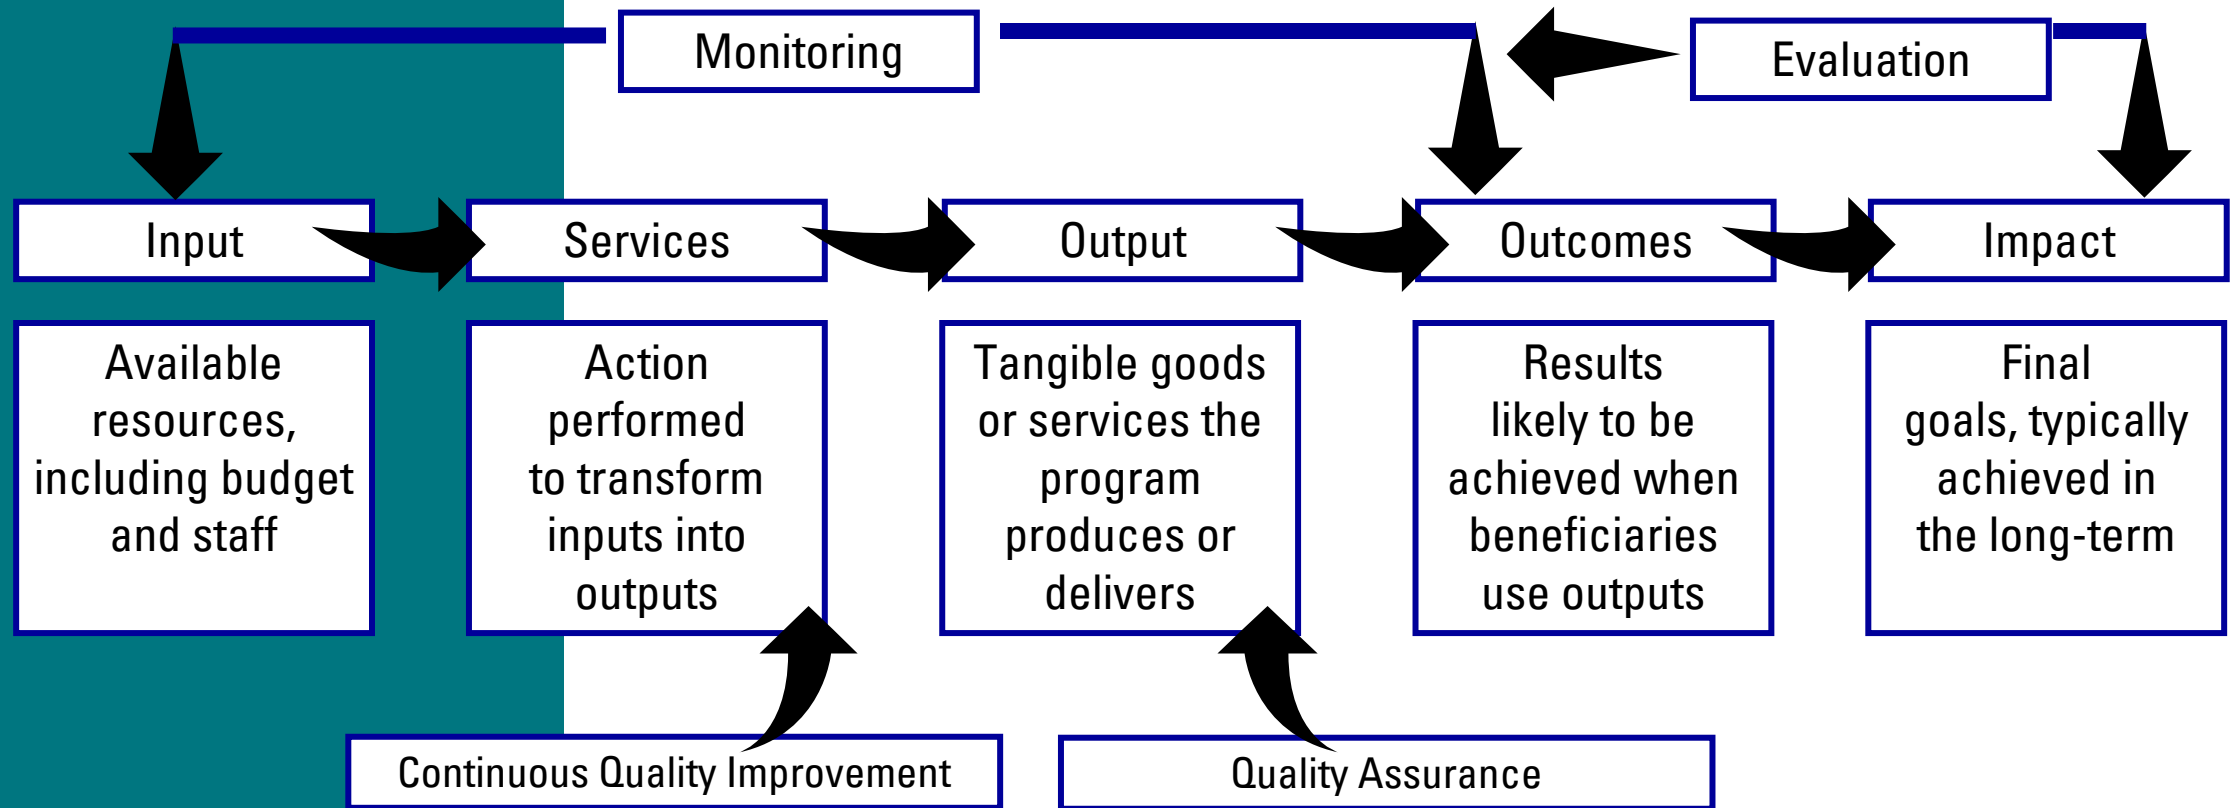 Monitoring
Evaluation
Input
Services
Output
Outcomes
Impact
Available
resources,
including budget
and staff
Action
performed
to transform
inputs into
outputs
Tangible goods
or services the
program
produces or
delivers
Results
likely to be
achieved when
beneficiaries
use outputs
Final
goals, typically
achieved in
the long-term
Continuous Quality Improvement
Quality Assurance